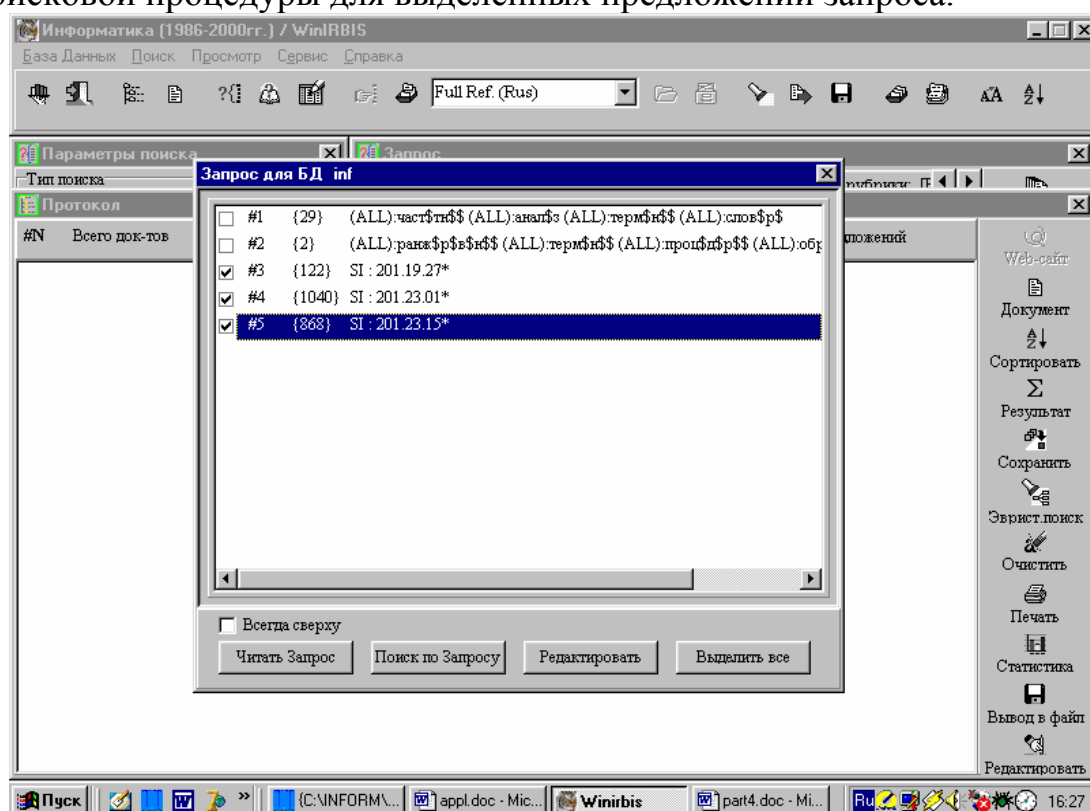 исковой процедуры для выделенных предложений запроса.
Информатика (1986-2000гг.) / WinIRBIS
База Данных Поиск Просмотр Сервис Справка
Full Ref. (Rus)
Параметры поиска
Запрос
Тип поиска
рубрики: П
Протокол
#N Всего док-тов
дложений
Запрос для БД inf
#1 {29} (ALL):част$тн$$ (ALL):анал$з (ALL):терм$н$$ (ALL):слов$р$
#2 {2} (ALL):ранж$р$в$н$$ (ALL):терм$н$$ (ALL):проц$д$р$$ (ALL):обр
#3 {122} SI : 201.19.27*
#4 {1040} SI : 201.23.01*
#5 {868} SI : 201.23.15*
Всегда сверху
Читать Запрос Поиск по Запросу Редактировать Выделить все
Web-сайт
Документ
Сортировать
Результат
Сохранить
Эврист.поиск
Очистить
Печать
Статистика
Вывод в файл
Редактировать
Пуск » {C:\INFORM\... appl.doc - Mic... Winirbis part4.doc - Mi... Ru 16:27